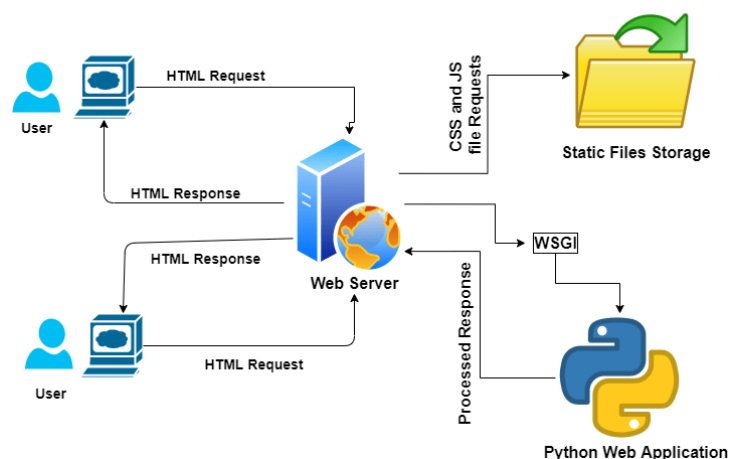 HTML Request
User
HTML Response
CSS and JS
file Requests
Static Files Storage
HTML Response
Web Server
WSGI
HTML Request
User
Processed Response
Python Web Application